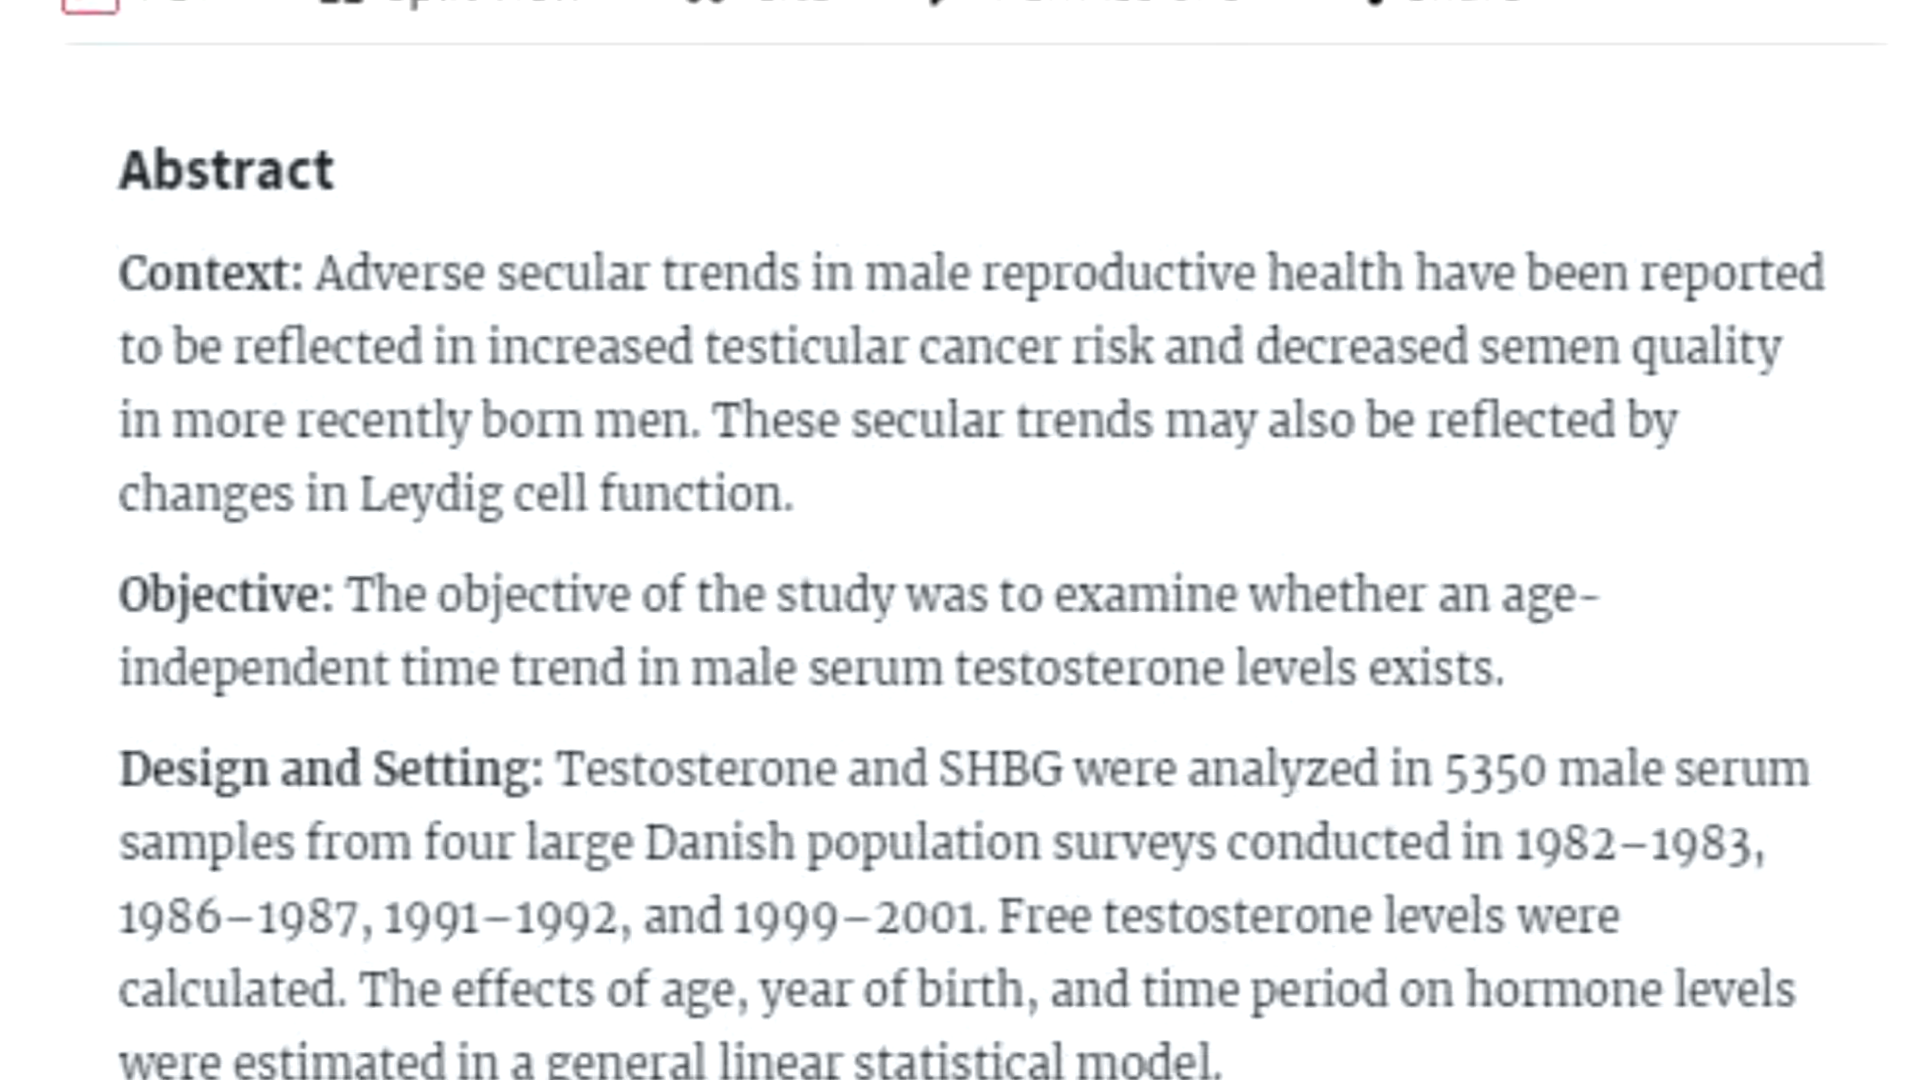 Abstract
Context: Adverse secular trends in male reproductive health have been reported
to be reflected in increased testicular cancer risk and decreased semen quality
in more recently born men. These secular trends may also be reflected by
changes in Leydig cell function.
Objective: The objective of the study was to examine whether an age-
independent time trend in male serum testosterone levels exists.
Design and Setting: Testosterone and SHBG were analyzed in 5350 male serum
samples from four large Danish population surveys conducted in 1982–1983,
1986–1987, 1991–1992, and 1999–2001. Free testosterone levels were
calculated. The effects of age, year of birth, and time period on hormone levels
were estimated in a general linear statistical model.